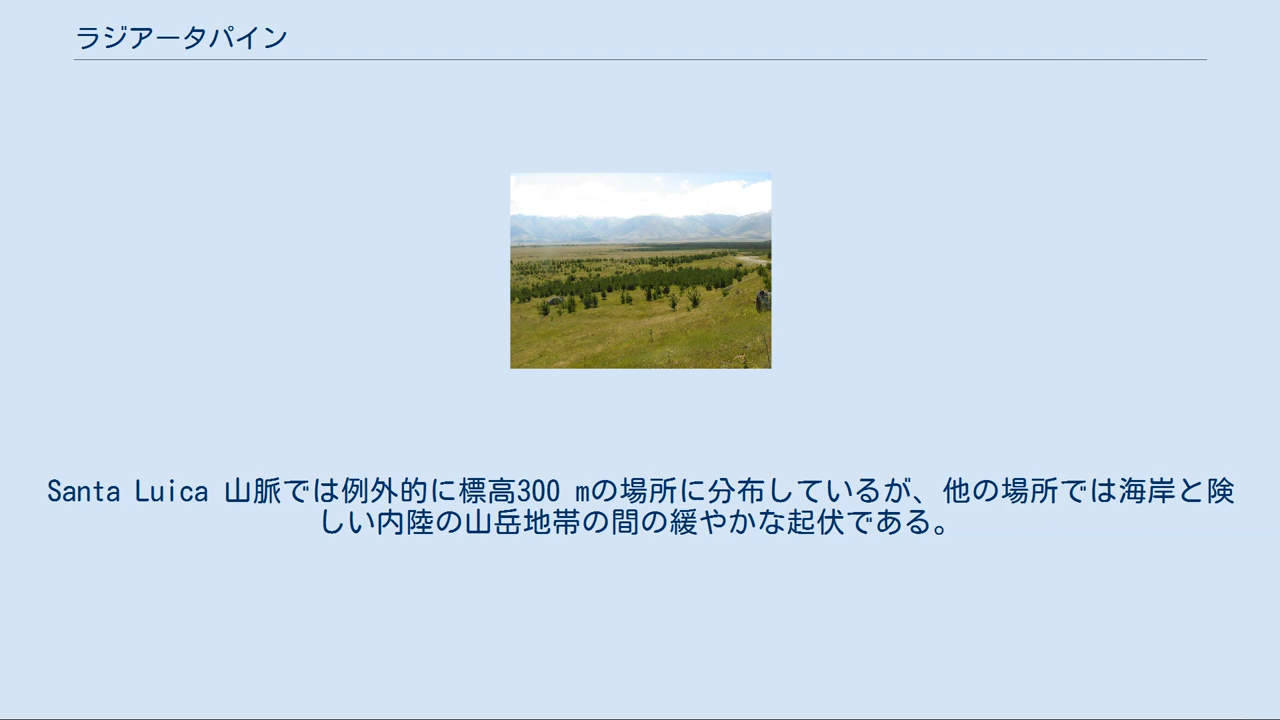 ラジアータパイン
Santa Luica 山脈では例外的に標高300 mの場所に分布しているが、他の場所では海岸と険
しい内陸の山岳地帯の間の緩やかな起伏である。